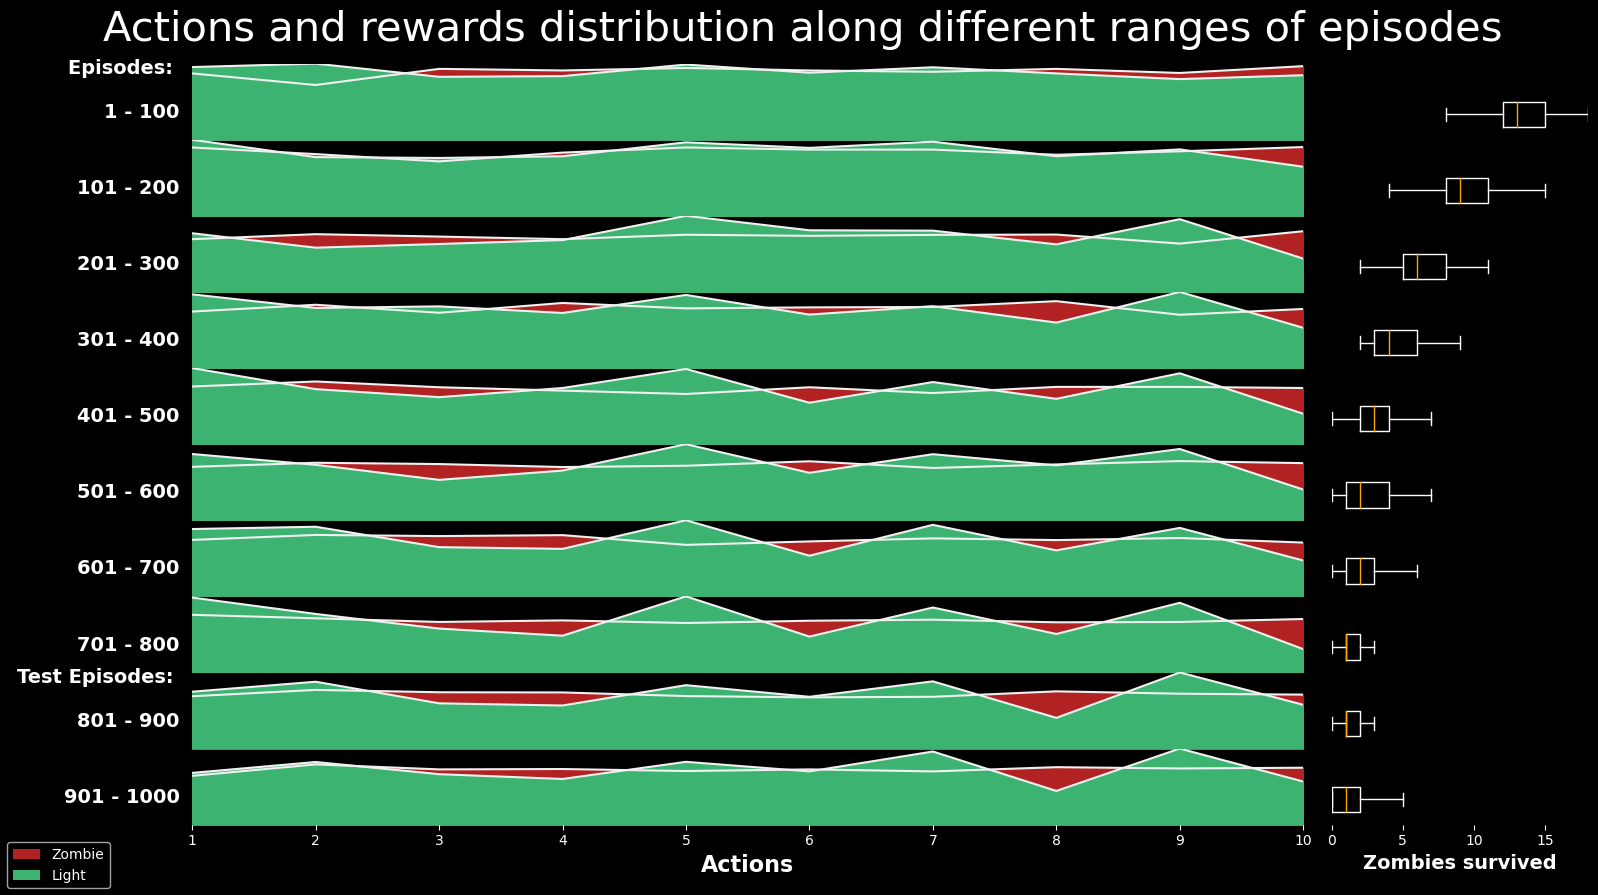 Actions and rewards distribution along different ranges of episodes
Episodes:
1 - 100
101 - 200
201 - 300
301 - 400
401 - 500
501 - 600
601 - 700
701 - 800
Test Episodes:
801 - 900
901 - 1000
1 2 3 4 5 6 7 8 9 10
0 5 10 15
Actions
Zombies survived
Zombie
Light